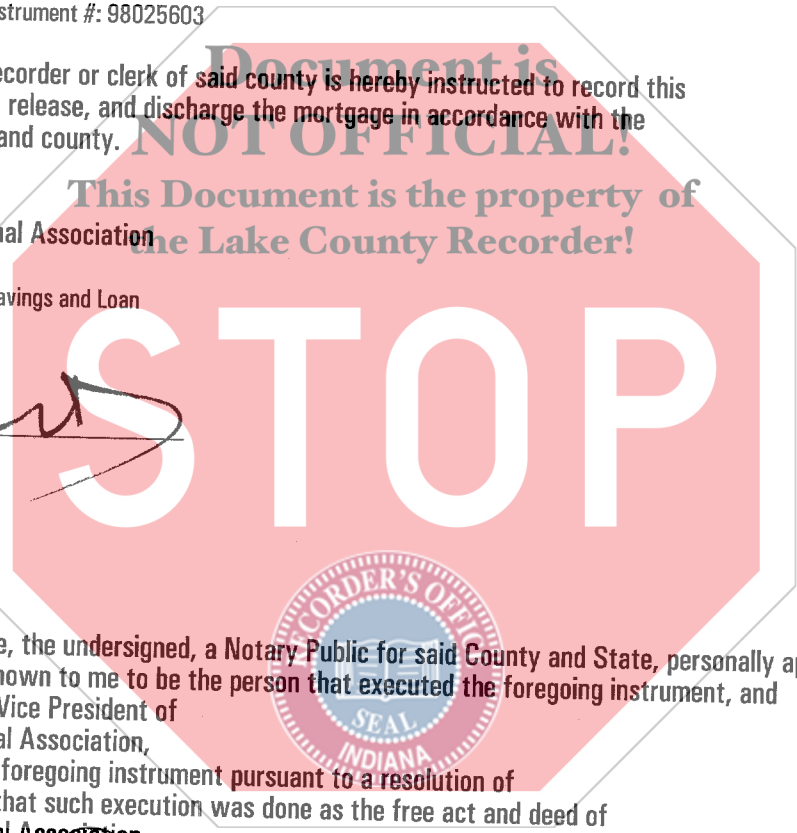 strument #: 98025603
Document is
ecorder or clerk of said county is hereby instructed to record this
release, and discharge the mortgage in accordance with the
NOT OFFICIAL!
and county.
This Document is the property of
nal Association
the Lake County Recorder!
avings and Loan
STOP
RECORDER'S OFFICE
e, the undersigned, a Notary Public for said County and State, personally ap
nown to me to be the person that executed the foregoing instrument, and
Vice President of
SEAL
al Association,
INDIANA
foregoing instrument pursuant to a resolution of
that such execution was done as the free act and deed of
al Association